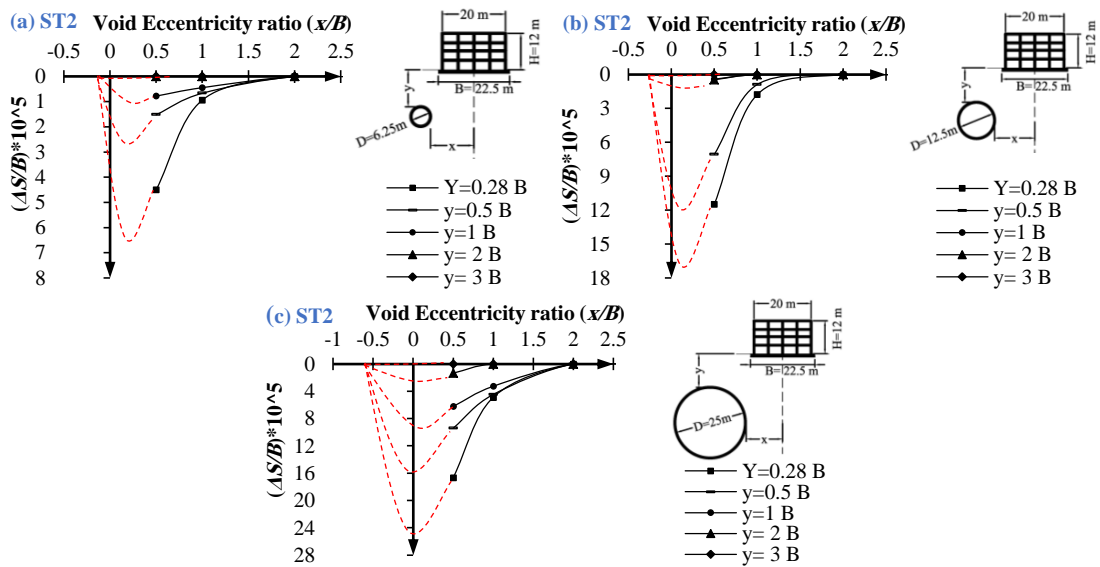 (a) ST2 Void Eccentricity ratio (x/B)
-0.5 0 0.5 1 1.5 2 2.5
0
1
2
3
4
5
6
7
8
(ΔS/B)*10^5
20 m
H=12 m
B= 22.5 m
y
D=6.25m
x
Y=0.28 B
y=0.5 B
y=1 B
y= 2 B
y= 3 B
(b) ST2 Void Eccentricity ratio (x/B)
-0.5 0 0.5 1 1.5 2 2.5
0
3
6
9
12
15
18
(ΔS/B)*10^5
20 m
H=12 m
B= 22.5 m
y
D=12.5m
x
Y=0.28 B
y=0.5 B
y=1 B
y= 2 B
y= 3 B
(c) ST2 Void Eccentricity ratio (x/B)
-1 -0.5 0 0.5 1 1.5 2 2.5
0
4
8
12
16
20
24
28
(ΔS/B)*10^5
20 m
H=12 m
B= 22.5 m
y
D=25m
x
Y=0.28 B
y=0.5 B
y=1 B
y= 2 B
y= 3 B